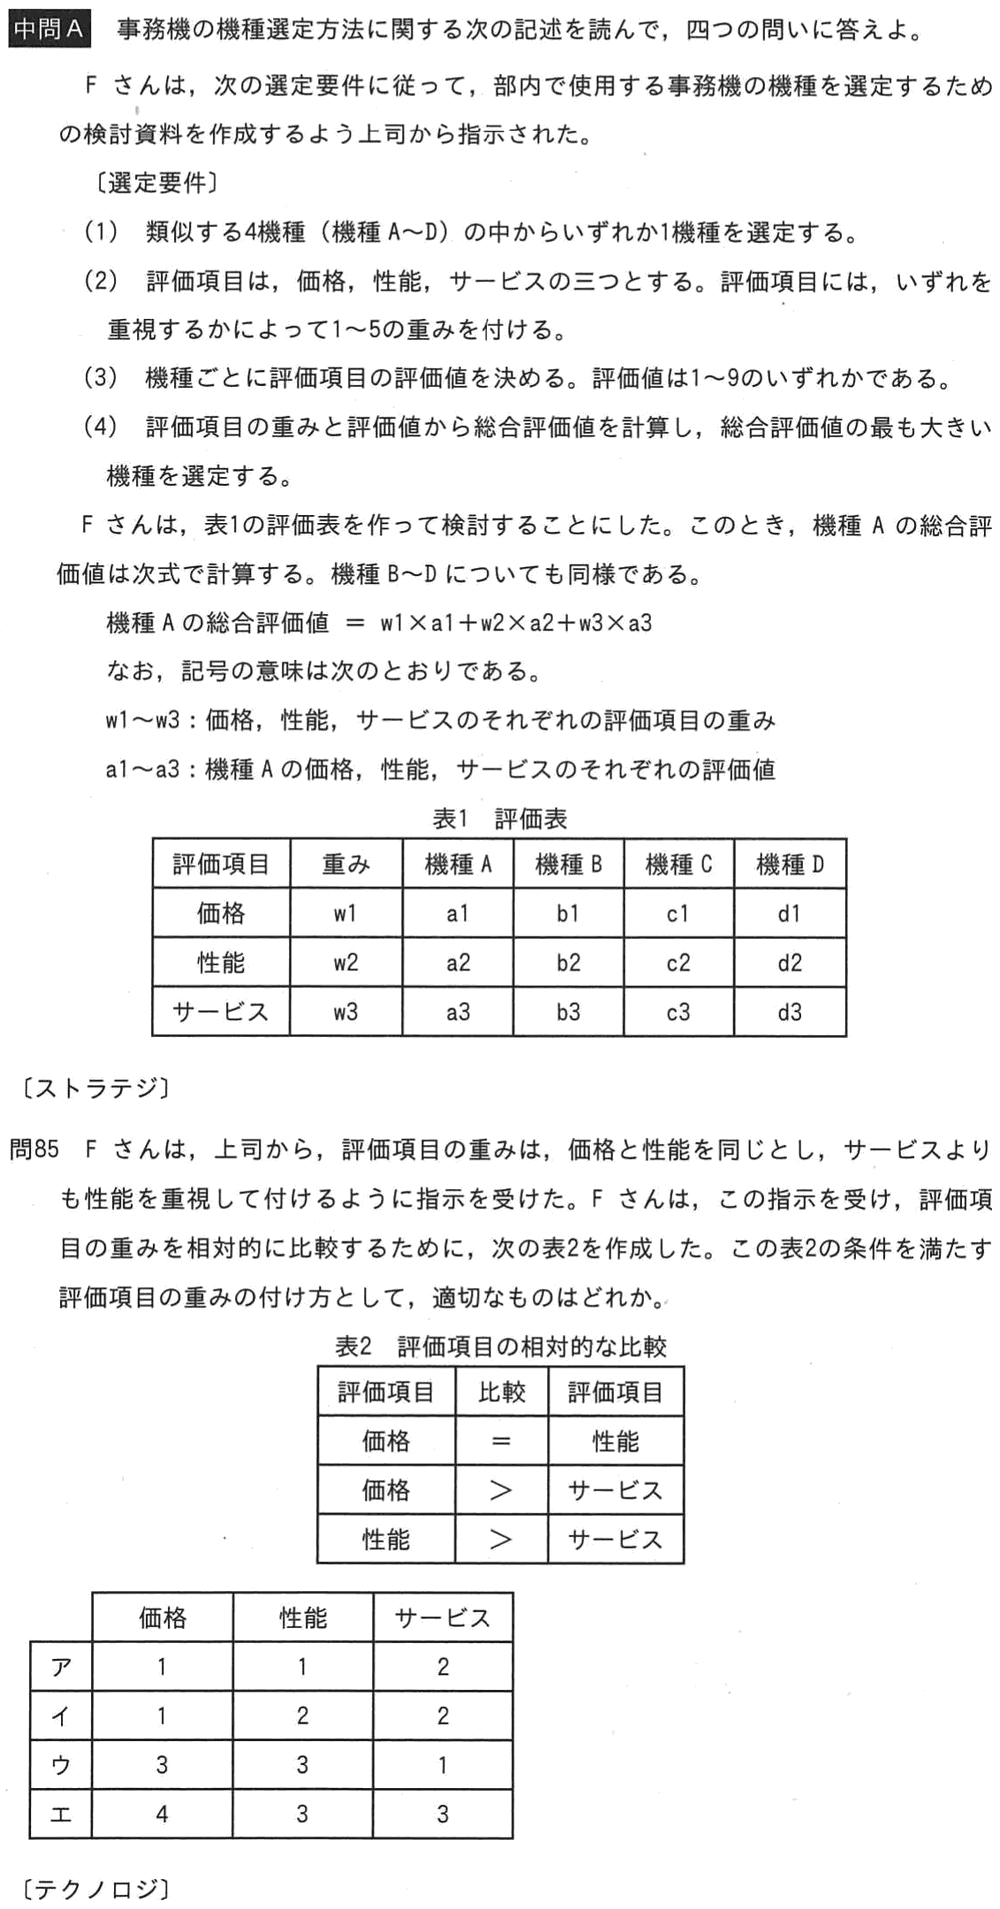 中問A 事務機の機種選定方法に関する次の記述を読んで，四つの問いに答えよ。
F さんは，次の選定要件に従って，部内で使用する事務機の機種を選定するため
の検討資料を作成するよう上司から指示された。
〔選定要件〕
(1) 類似する4機種（機種 A～D）の中からいずれか1機種を選定する。
(2) 評価項目は，価格，性能，サービスの三つとする。評価項目には，いずれを
重視するかによって1～5の重みを付ける。
(3) 機種ごとに評価項目の評価値を決める。評価値は1～9のいずれかである。
(4) 評価項目の重みと評価値から総合評価値を計算し，総合評価値の最も大きい
機種を選定する。
F さんは，表1の評価表を作って検討することにした。このとき，機種 A の総合評
価値は次式で計算する。機種 B～D についても同様である。
機種 A の総合評価値 ＝ w1×a1＋w2×a2＋w3×a3
なお，記号の意味は次のとおりである。
w1～w3：価格，性能，サービスのそれぞれの評価項目の重み
a1～a3：機種 A の価格，性能，サービスのそれぞれの評価値
表1 評価表
評価項目 重み 機種 A 機種 B 機種 C 機種 D
価格 w1 a1 b1 c1 d1
性能 w2 a2 b2 c2 d2
サービス w3 a3 b3 c3 d3
〔ストラテジ〕
問85 F さんは，上司から，評価項目の重みは，価格と性能を同じとし，サービスより
も性能を重視して付けるように指示を受けた。F さんは，この指示を受け，評価項
目の重みを相対的に比較するために，次の表2を作成した。この表2の条件を満たす
評価項目の重みの付け方として，適切なものはどれか。
表2 評価項目の相対的な比較
評価項目 比較 評価項目
価格 ＝ 性能
価格 ＞ サービス
性能 ＞ サービス
価格 性能 サービス
ア 1 1 2
イ 1 2 2
ウ 3 3 1
エ 4 3 3
〔テクノロジ〕